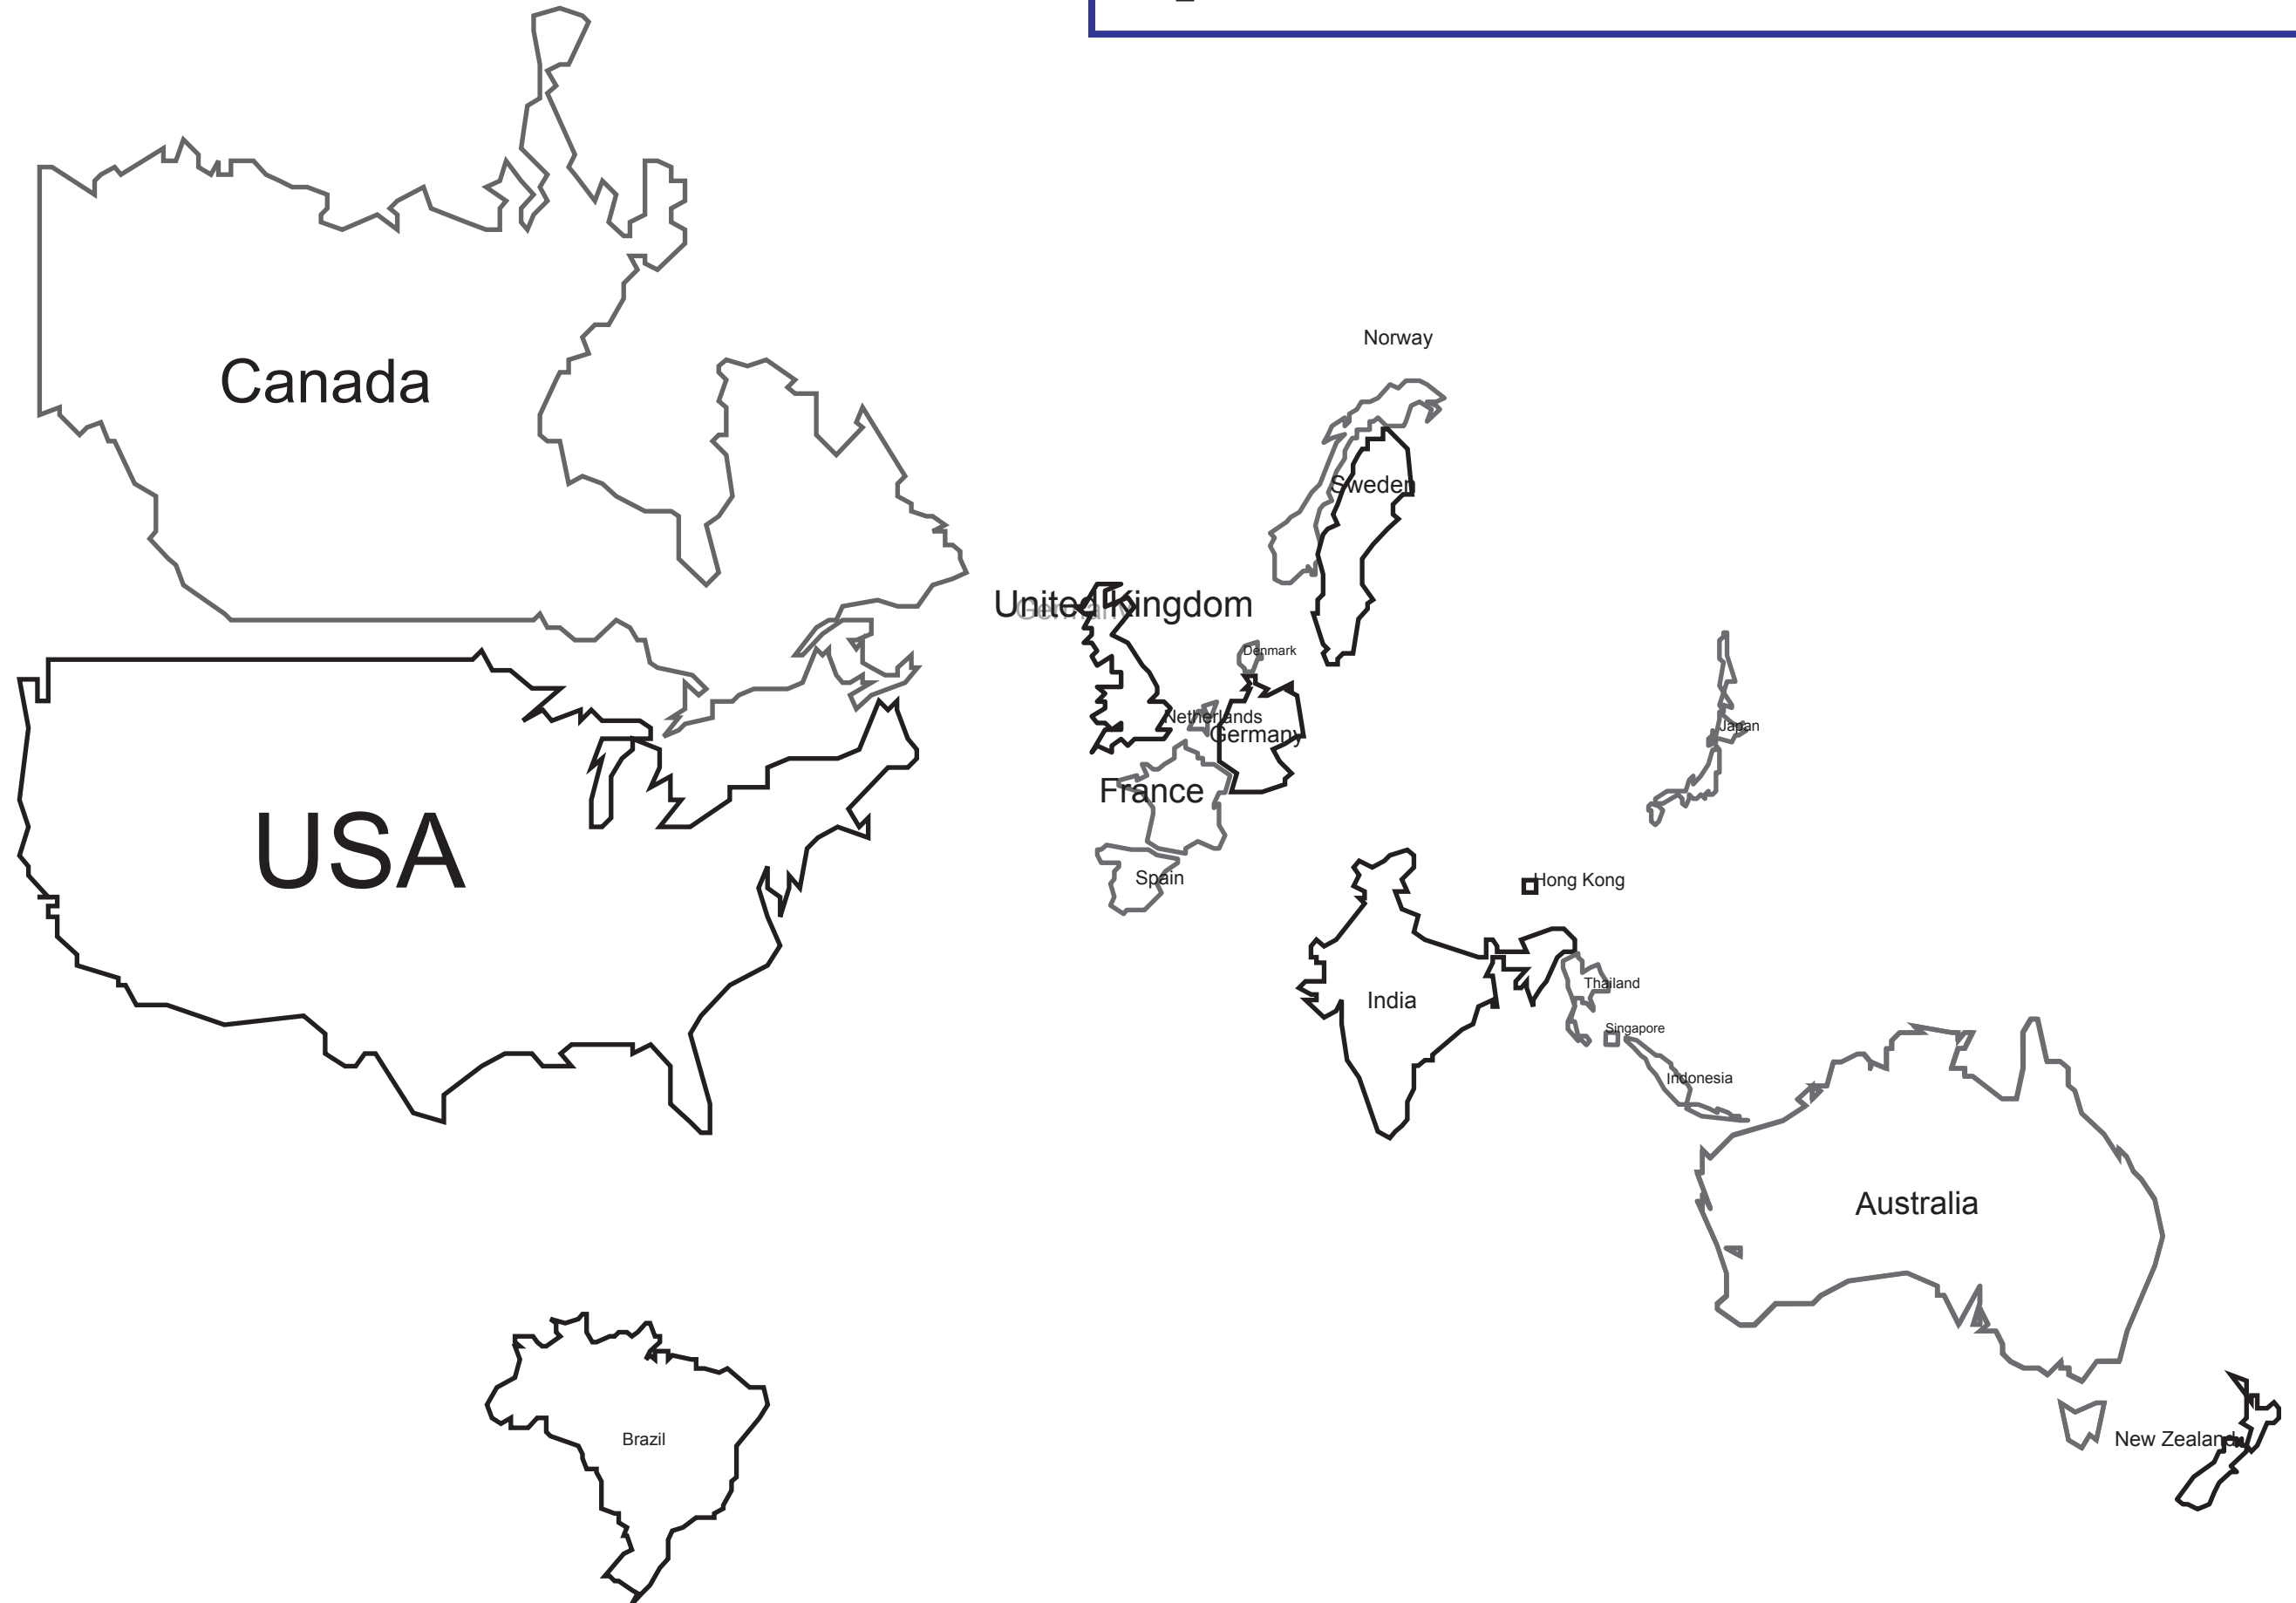 Norway
Canada
Sweden
United Kingdom
Germany
Denmark
Netherlands
Germany
Japan
France
USA
Spain
Hong Kong
Thailand
India
Singapore
Indonesia
Australia
Brazil
New Zealand